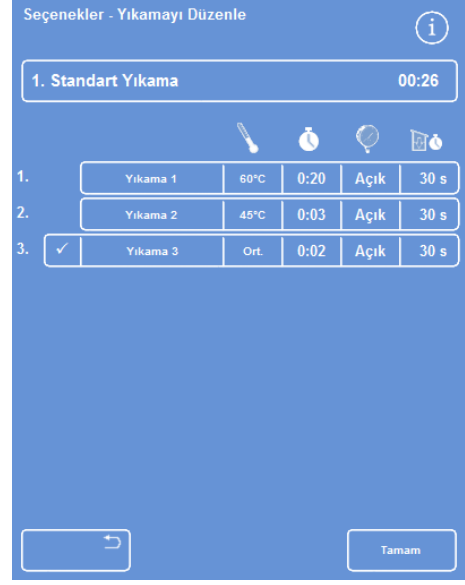 Seçenekler - Yıkamayı Düzenle
i
1. Standart Yıkama 00:26
1. Yıkama 1 60°C 0:20 Açık 30 s
2. Yıkama 2 45°C 0:03 Açık 30 s
3. ✓ Yıkama 3 Ort. 0:02 Açık 30 s
Tamam